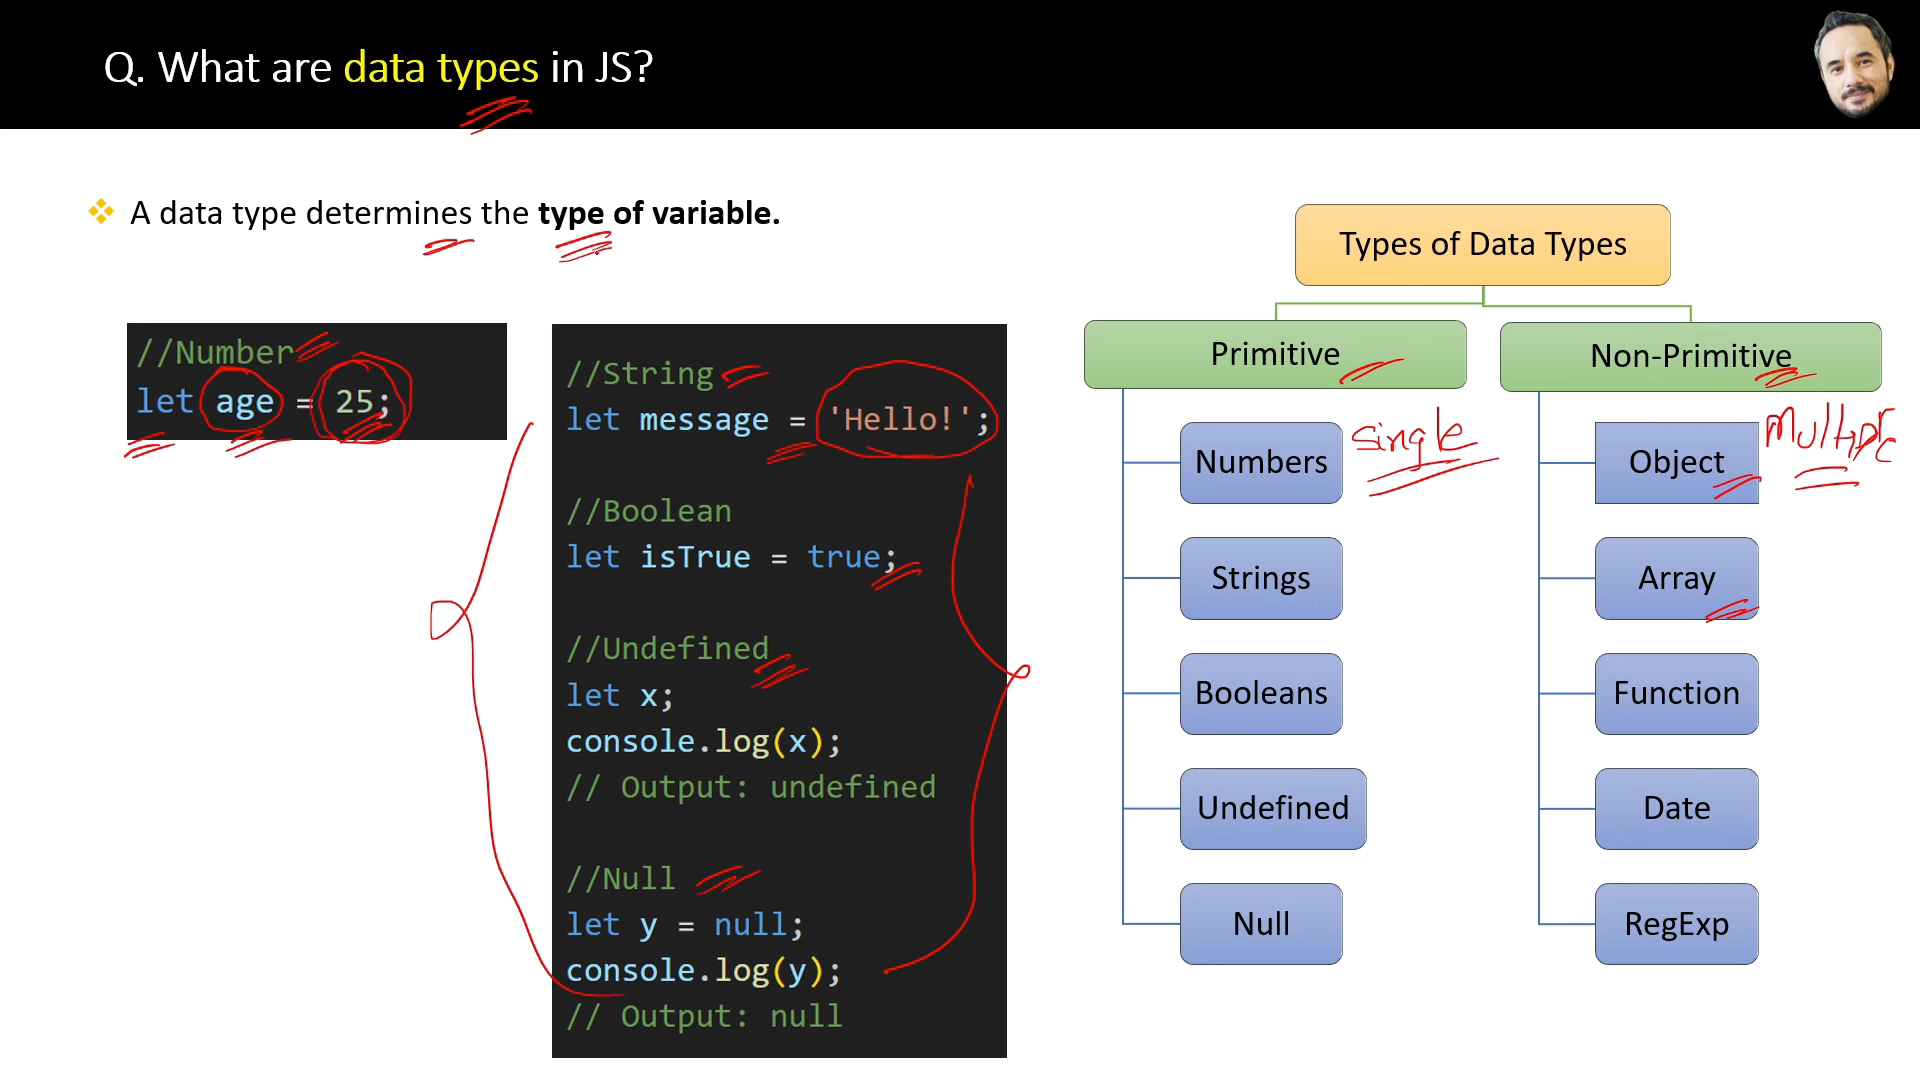 Q. What are data types in JS?
A data type determines the type of variable.
//Number
let age = 25;
//String
let message = 'Hello!';
//Boolean
let isTrue = true;
//Undefined
let x;
console.log(x);
// Output: undefined
//Null
let y = null;
console.log(y);
// Output: null
Types of Data Types
Primitive
Numbers
single
Strings
Booleans
Undefined
Null
Non-Primitive
Object
Multiple
Array
Function
Date
RegExp